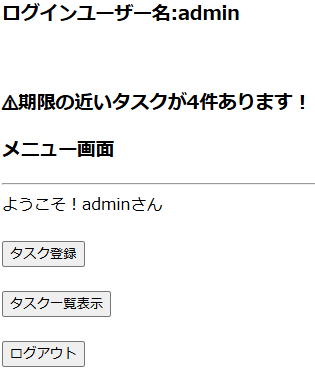 ログインユーザー名:admin
⚠期限の近いタスクが4件あります！
メニュー画面
ようこそ！adminさん
タスク登録
タスク一覧表示
ログアウト